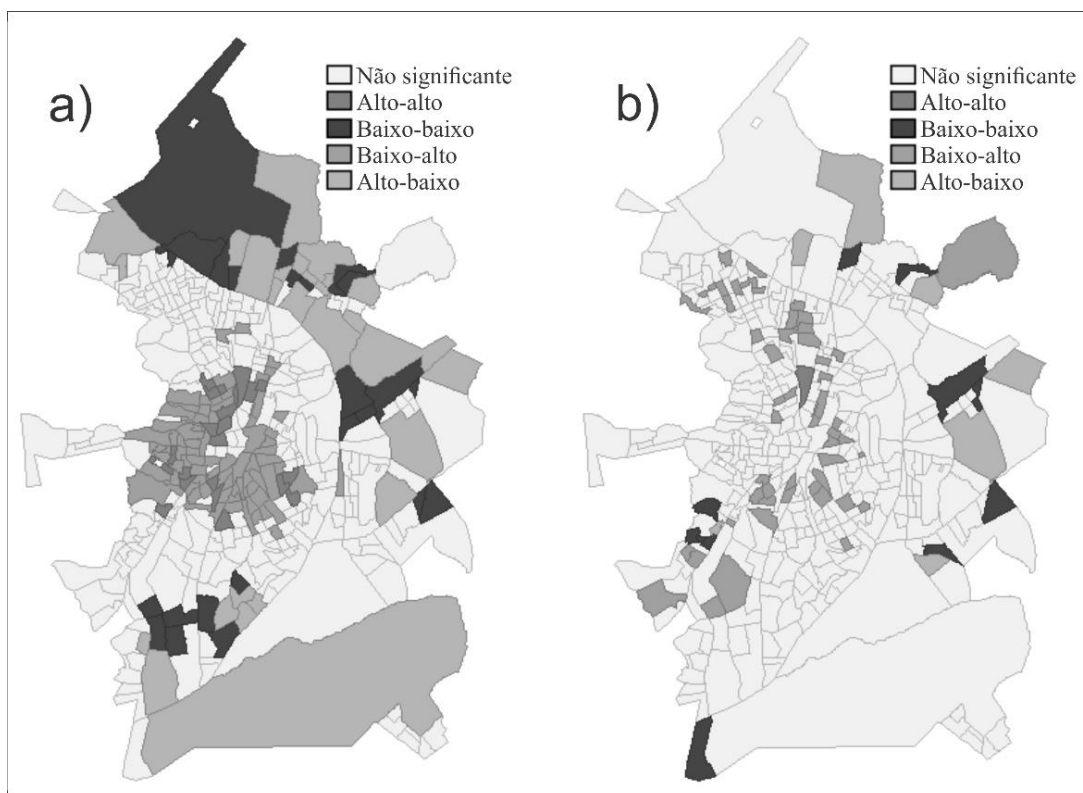 a)
Não significante
Alto-alto
Baixo-baixo
Baixo-alto
Alto-baixo
b)
Não significante
Alto-alto
Baixo-baixo
Baixo-alto
Alto-baixo